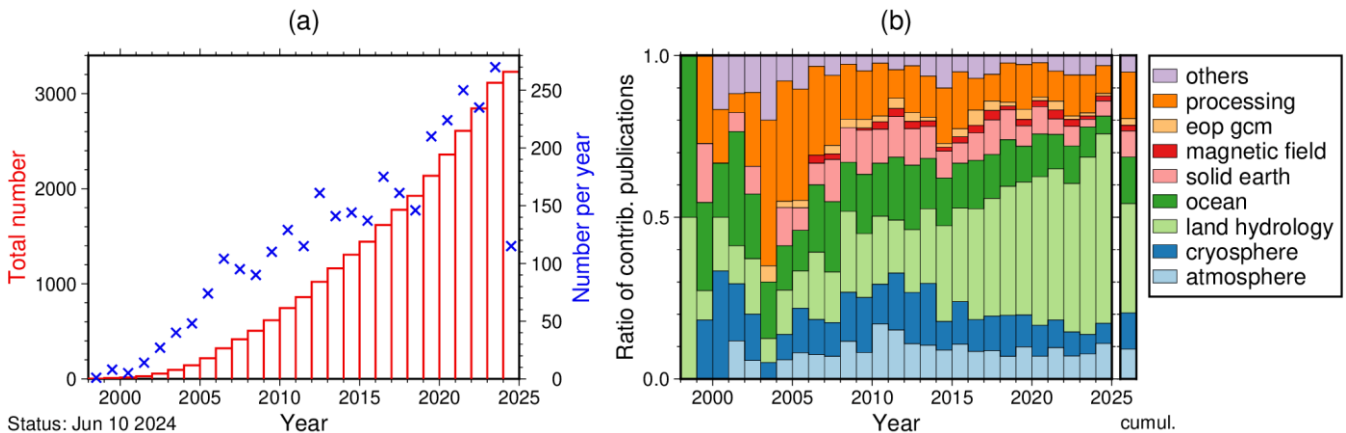 (a)
3000
2000
1000
0
Total number
250
200
150
100
50
0
Number per year
2000 2005 2010 2015 2020 2025
Year
Status: Jun 10 2024
(b)
1.0
0.5
0.0
Ratio of contrib. publications
2000 2005 2010 2015 2020 2025
Year
cumul.
others
processing
eop gcm
magnetic field
solid earth
ocean
land hydrology
cryosphere
atmosphere